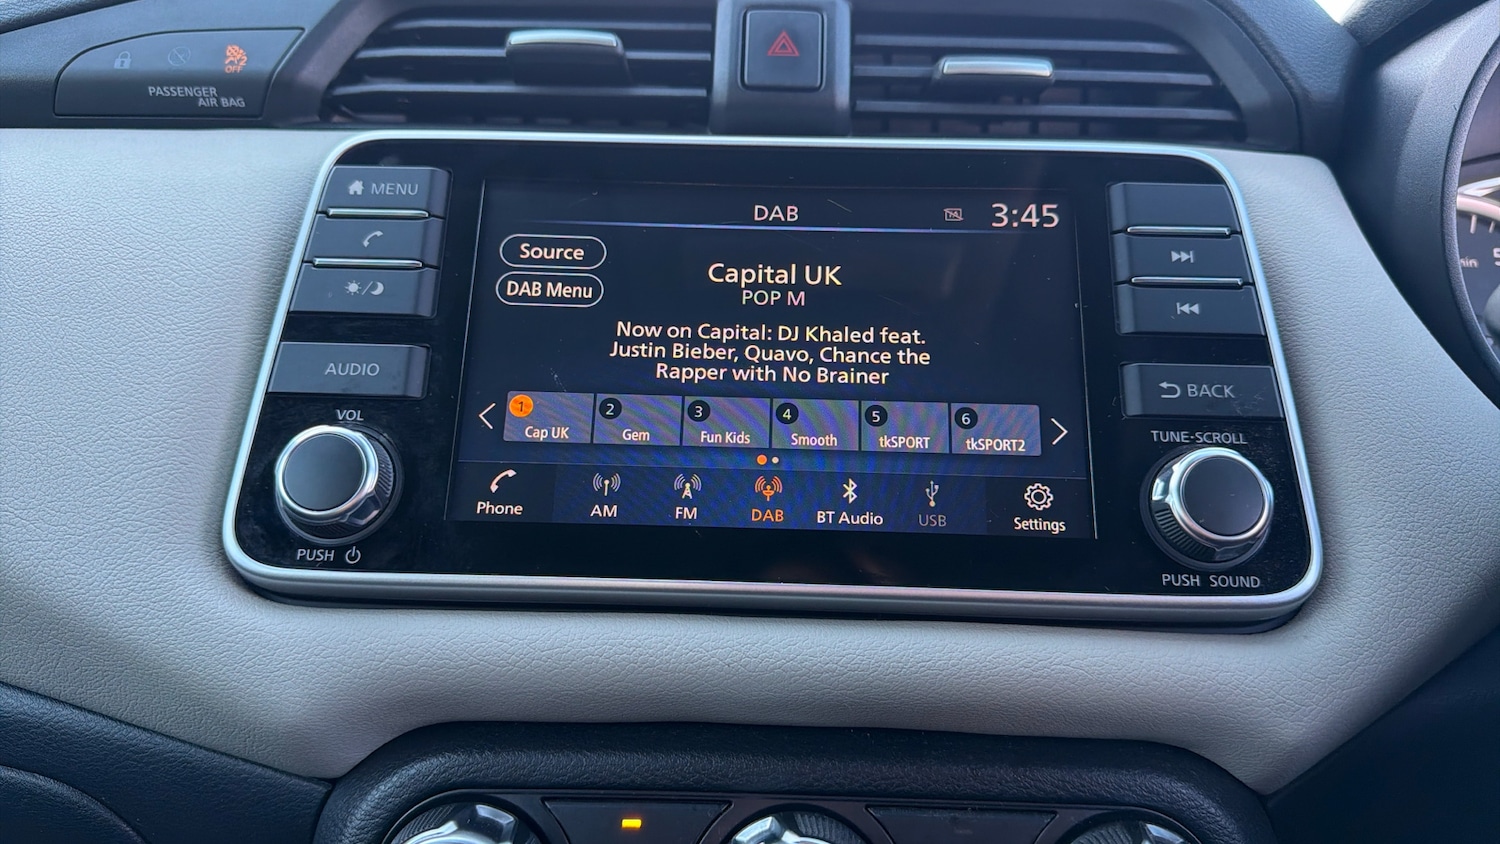 OFF
PASSENGER
AIR BAG
MENU
AUDIO
VOL
PUSH
DAB
TA
3:45
Source
DAB Menu
Capital UK
POP M
Now on Capital: DJ Khaled feat.
Justin Bieber, Quavo, Chance the
Rapper with No Brainer
1 2 3 4 5 6
Cap UK Gem Fun Kids Smooth tkSPORT tkSPORT2
Phone AM FM DAB BT Audio USB Settings
BACK
TUNE-SCROLL
PUSH SOUND